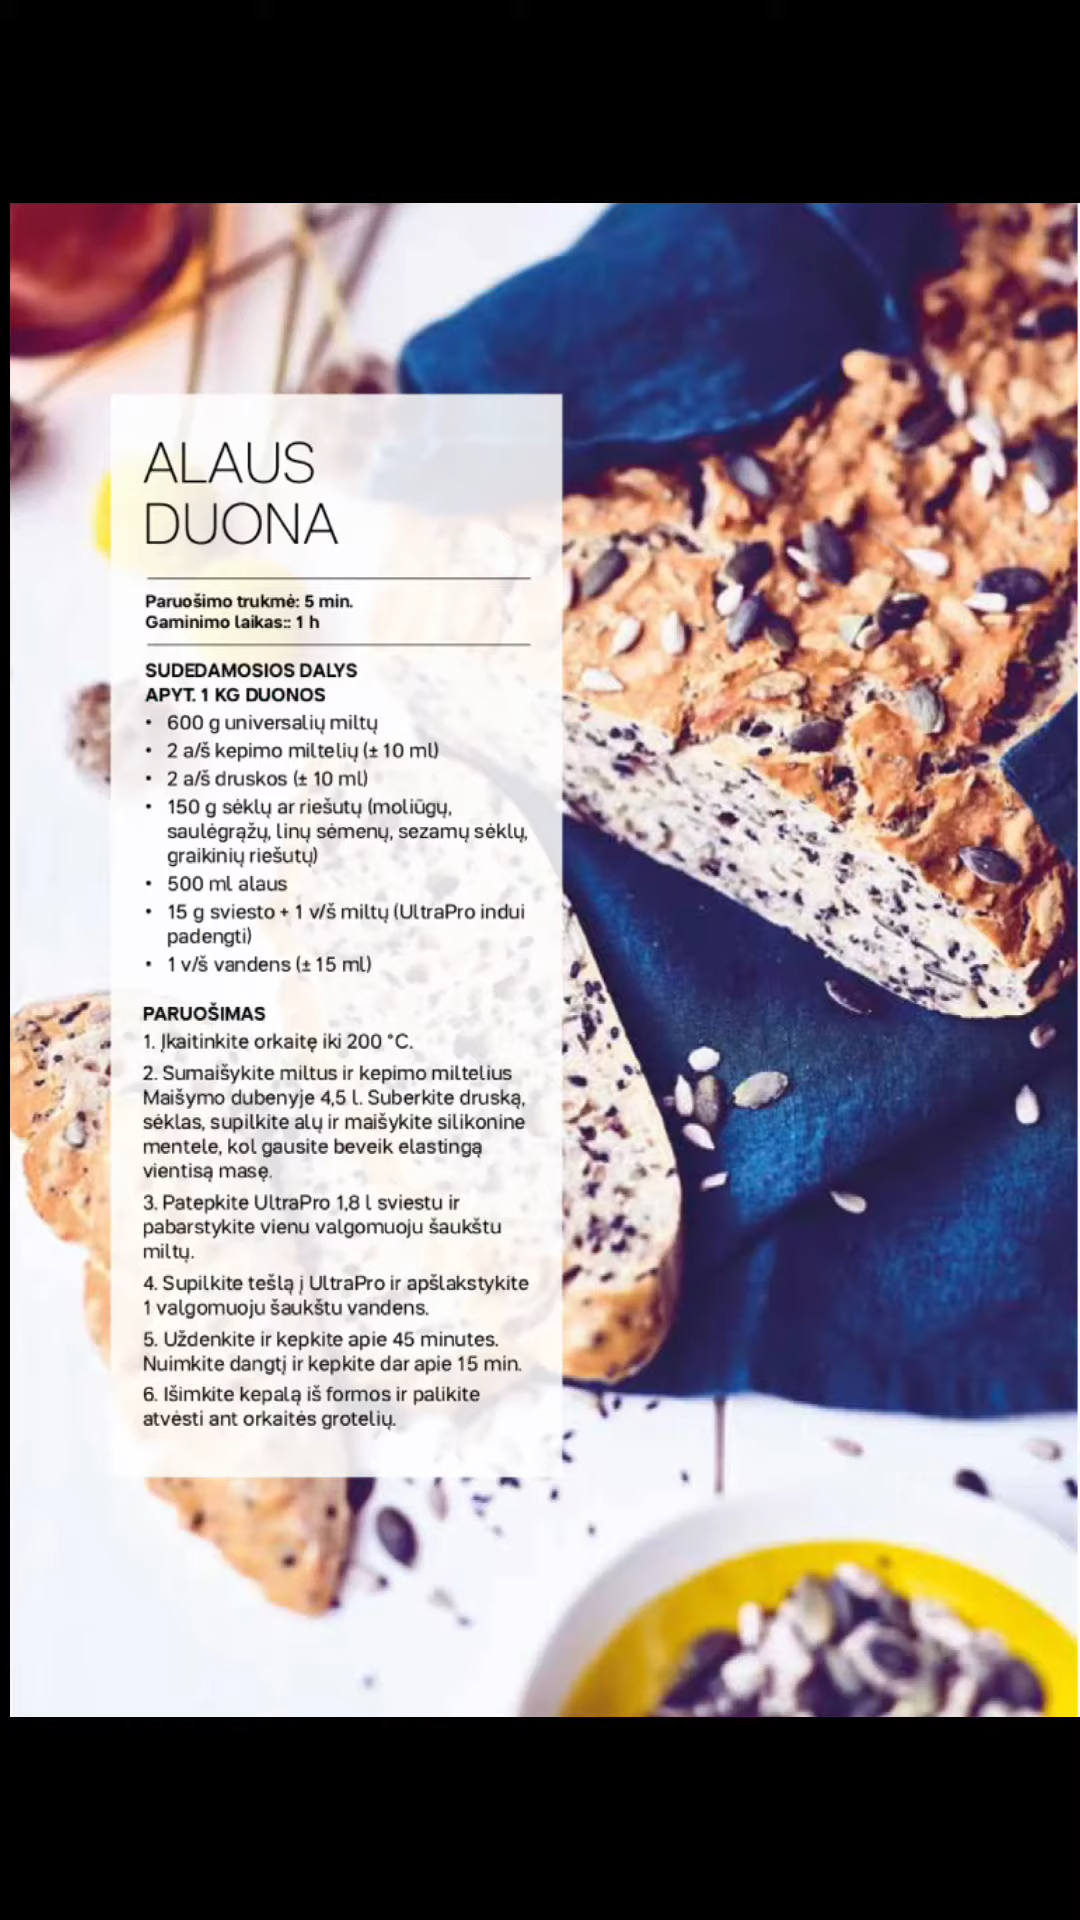 ALAUS
DUONA
Paruošimo trukmė: 5 min.
Gaminimo laikas:: 1 h
SUDEDAMOSIOS DALYS
APYT. 1 KG DUONOS
• 600 g universalių miltų
• 2 a/š kepimo miltelių (± 10 ml)
• 2 a/š druskos (± 10 ml)
• 150 g sėklų ar riešutų (moliūgų,
saulėgrąžų, linų sėmenų, sezamų sėklų,
graikinių riešutų)
• 500 ml alaus
• 15 g sviesto + 1 v/š miltų (UltraPro indui
padengti)
• 1 v/š vandens (± 15 ml)
PARUOŠIMAS
1. Įkaitinkite orkaitę iki 200 °C.
2. Sumaišykite miltus ir kepimo miltelius
Maišymo dubenyje 4,5 l. Suberkite druską,
sėklas, supilkite alų ir maišykite silikonine
mentele, kol gausite beveik elastingą
vientisą masę.
3. Patepkite UltraPro 1,8 l sviestu ir
pabarstykite vienu valgomuoju šaukštu
miltų.
4. Supilkite tešlą į UltraPro ir apšlakstykite
1 valgomuoju šaukštu vandens.
5. Uždenkite ir kepkite apie 45 minutes.
Nuimkite dangtį ir kepkite dar apie 15 min.
6. Išimkite kepalą iš formos ir palikite
atvėsti ant orkaitės grotelių.